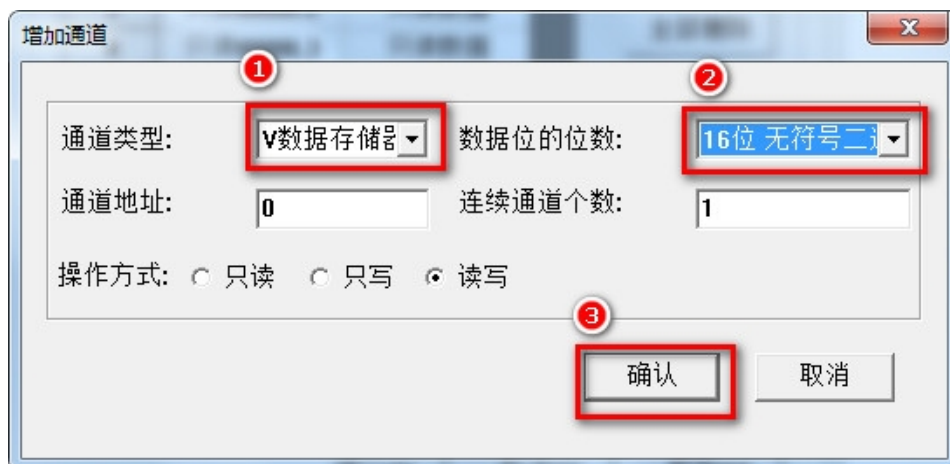 增加通道
1
2
通道类型: V数据存储器 数据位的位数: 16位 无符号二进
通道地址: 0 连续通道个数: 1
操作方式: 只读 只写 读写
3
确认 取消